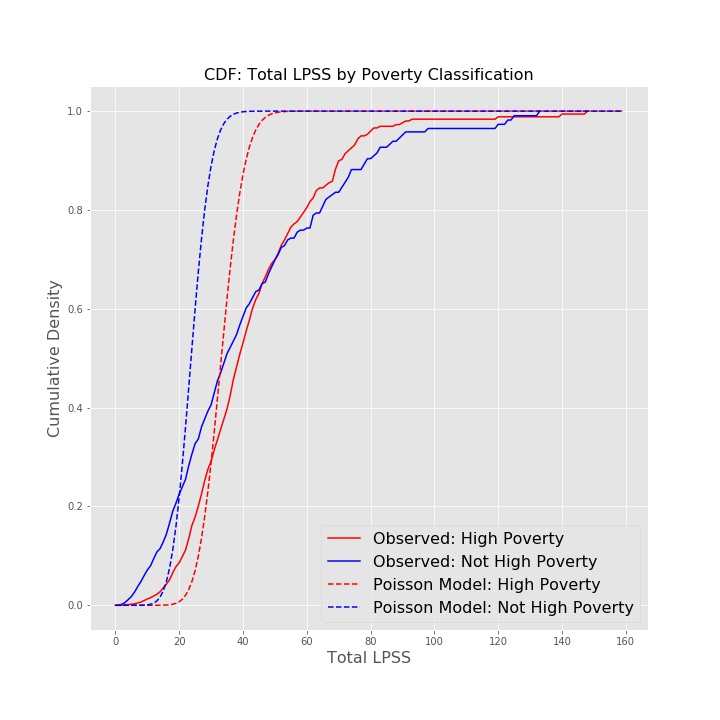 CDF: Total LPSS by Poverty Classification
1.0
0.8
0.6
0.4
0.2
0.0
Cumulative Density
Observed: High Poverty
Observed: Not High Poverty
Poisson Model: High Poverty
Poisson Model: Not High Poverty
0 20 40 60 80 100 120 140 160
Total LPSS